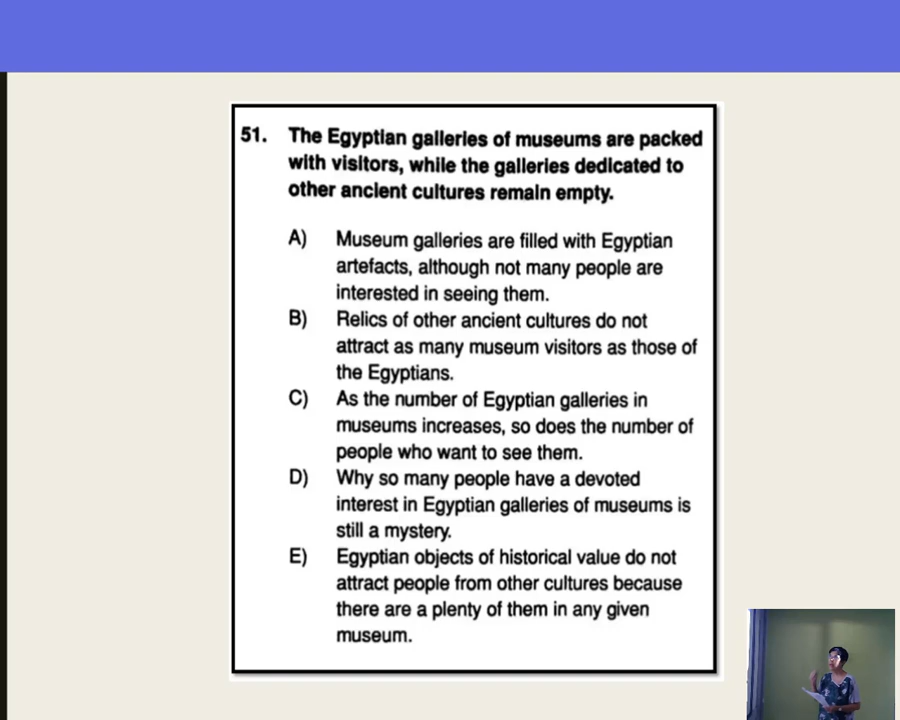 51. The Egyptian galleries of museums are packed
with visitors, while the galleries dedicated to
other ancient cultures remain empty.
A) Museum galleries are filled with Egyptian
artefacts, although not many people are
interested in seeing them.
B) Relics of other ancient cultures do not
attract as many museum visitors as those of
the Egyptians.
C) As the number of Egyptian galleries in
museums increases, so does the number of
people who want to see them.
D) Why so many people have a devoted
interest in Egyptian galleries of museums is
still a mystery.
E) Egyptian objects of historical value do not
attract people from other cultures because
there are a plenty of them in any given
museum.